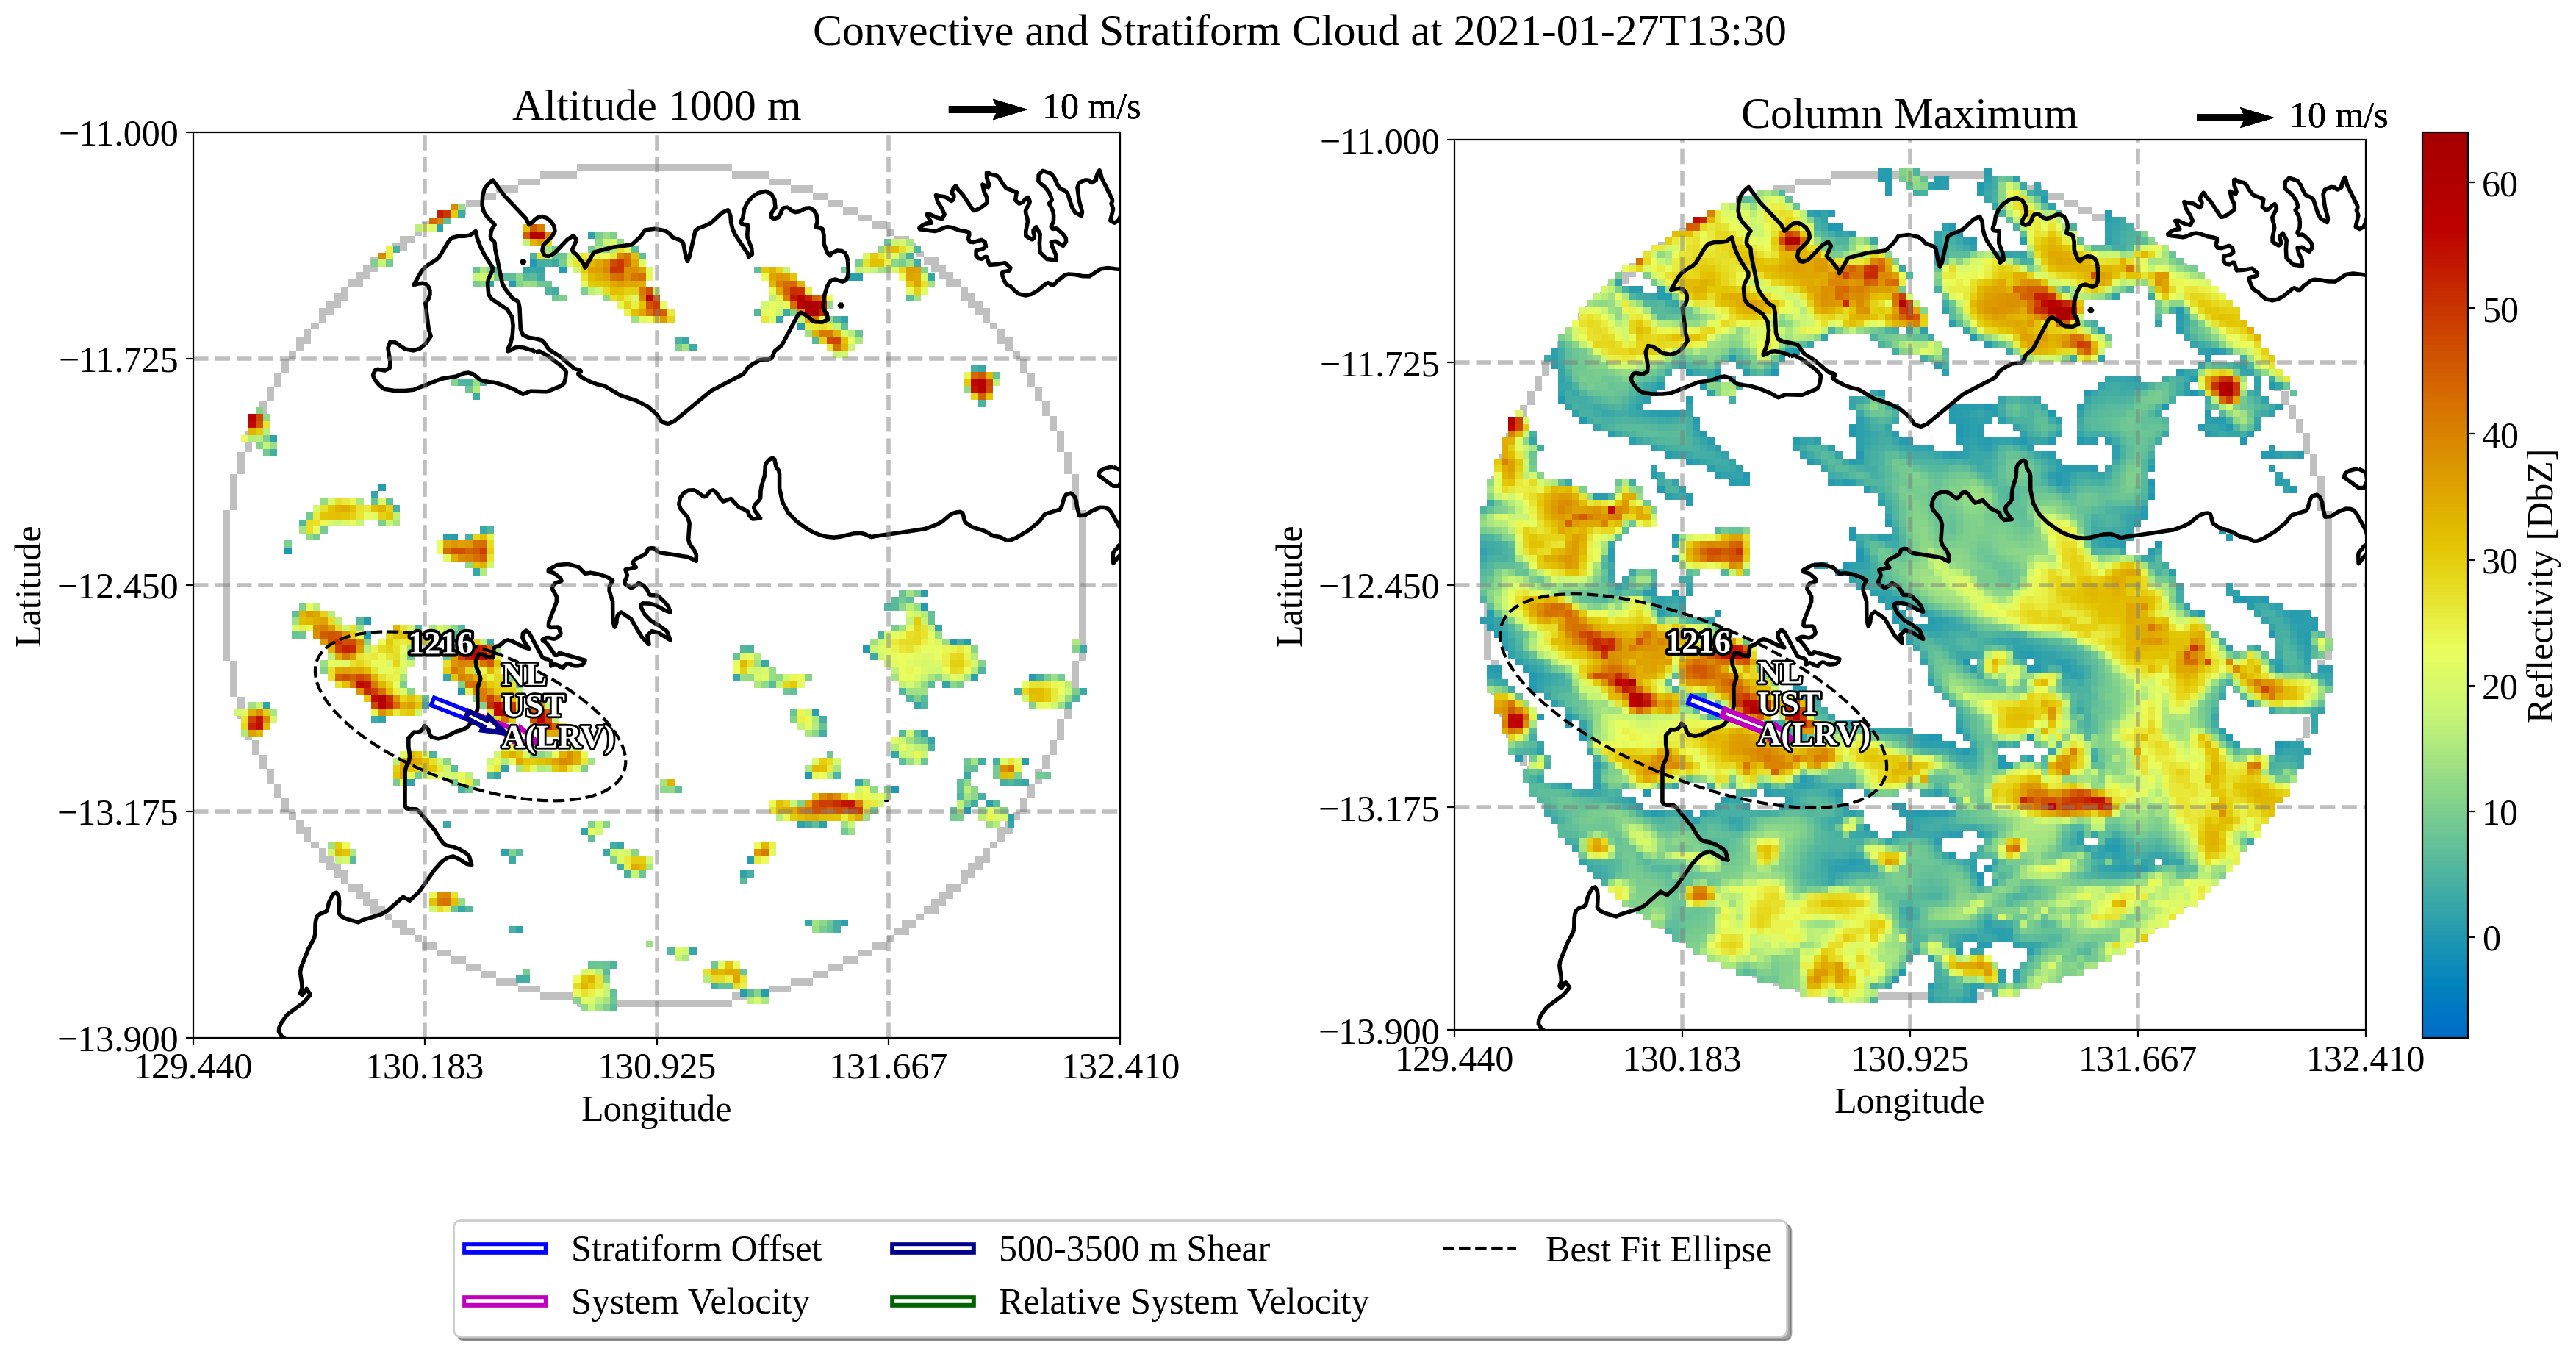 Convective and Stratiform Cloud at 2021-01-27T13:30
Altitude 1000 m
10 m/s
−11.000
−11.725
−12.450
−13.175
−13.900
Latitude
1216
NL
UST
A(LRV)
129.440
130.183
130.925
131.667
132.410
Longitude
Column Maximum
10 m/s
−11.000
−11.725
−12.450
−13.175
−13.900
Latitude
1216
NL
UST
A(LRV)
129.440
130.183
130.925
131.667
132.410
Longitude
60
50
40
30
20
10
0
Reflectivity [DbZ]
Stratiform Offset
500-3500 m Shear
Best Fit Ellipse
System Velocity
Relative System Velocity